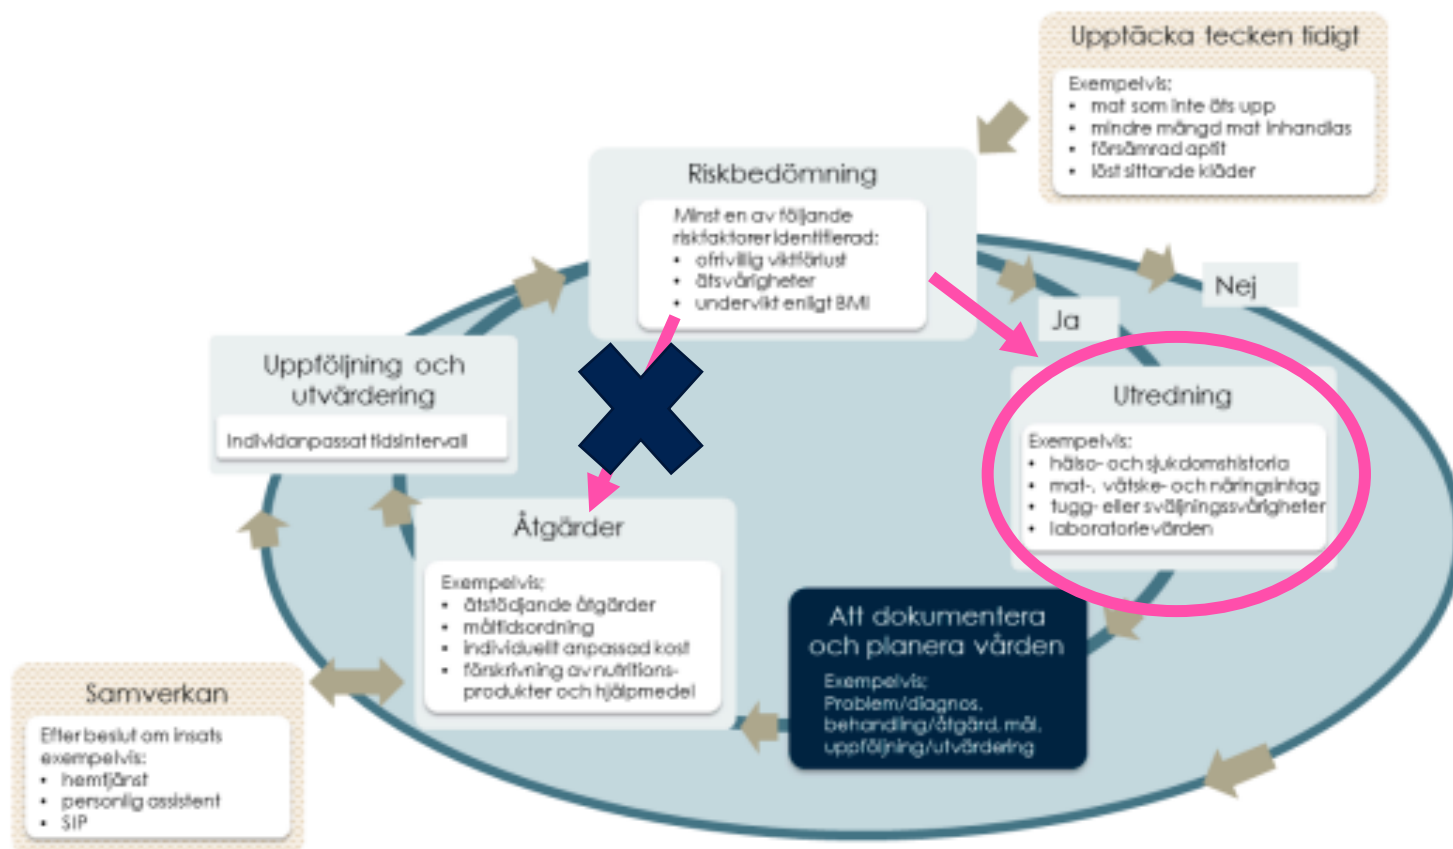 Upptäcka tecken tidigt
Exempelvis;
• mat som inte äts upp
• mindre mängd mat inhandlas
• försämrad aptit
• löst sittande kläder
Riskbedömning
Minst en av följande
riskfaktorer identifierad:
• ofrivillig viktförlust
• ätsvårigheter
• undervikt enligt BMI
Nej
Ja
Utredning
Exempelvis:
• hälso- och sjukdomshistoria
• mat-, vätske- och näringsintag
• tugg- eller sväljningssvårigheter
• laboratorievärden
Att dokumentera
och planera vården
Exempelvis;
Problem/diagnos,
behandling/åtgärd, mål,
uppföljning/utvärdering
Åtgärder
Exempelvis;
• ätstödjande åtgärder
• måltidsordning
• individuellt anpassad kost
• förskrivning av nutritions-
produkter och hjälpmedel
Uppföljning och
utvärdering
Individanpassat tidsintervall
Samverkan
Efter beslut om insats
exempelvis:
• hemtjänst
• personlig assistent
• SIP